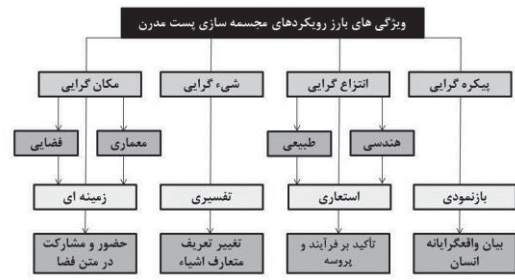 ویژگی های بارز رویکردهای مجسمه سازی پست مدرن
پیکره گرایی
انتزاع گرایی
شیء گرایی
مکان گرایی
هندسی
طبیعی
معماری
فضایی
بازنمودی
استعاری
تفسیری
زمینه ای
بیان واقعگرایانه
انسان
تأکید بر فرآیند و
پروسه
تغییر تعریف
متعارف اشیاء
حضور و مشارکت
در متن فضا